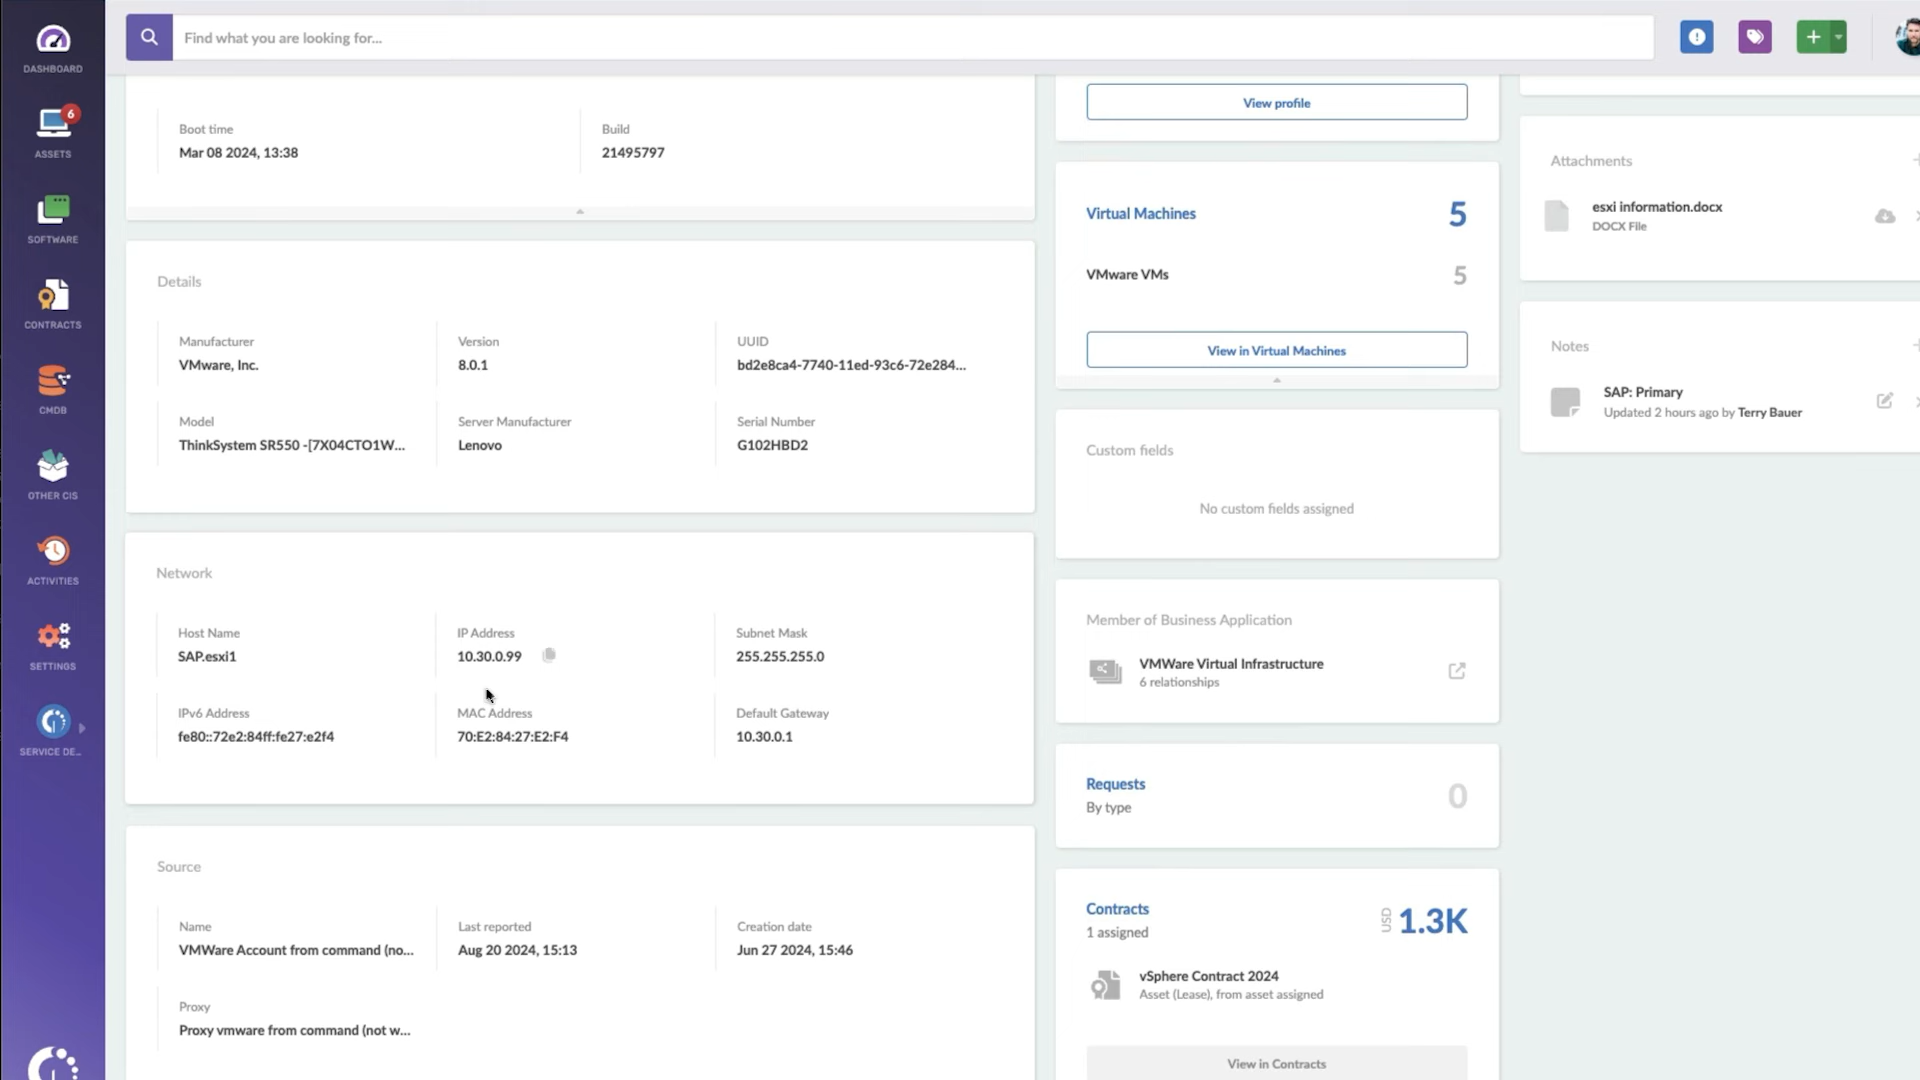 DASHBOARD
6
ASSETS
SOFTWARE
CONTRACTS
CMDB
OTHER CIS
ACTIVITIES
SETTINGS
SERVICE DE...
Find what you are looking for...
Boot time
Mar 08 2024, 13:38
Build
21495797
Details
Manufacturer
VMware, Inc.
Version
8.0.1
UUID
bd2e8ca4-7740-11ed-93c6-72e284...
Model
ThinkSystem SR550 -[7X04CTO1W...
Server Manufacturer
Lenovo
Serial Number
G102HBD2
Network
Host Name
SAP.esxi1
IP Address
10.30.0.99
Subnet Mask
255.255.255.0
IPv6 Address
fe80::72e2:84ff:fe27:e2f4
MAC Address
70:E2:84:27:E2:F4
Default Gateway
10.30.0.1
Source
Name
VMWare Account from command (no...
Last reported
Aug 20 2024, 15:13
Creation date
Jun 27 2024, 15:46
Proxy
Proxy vmware from command (not w...
View profile
Virtual Machines
5
VMware VMs
5
View in Virtual Machines
Custom fields
No custom fields assigned
Member of Business Application
VMWare Virtual Infrastructure
6 relationships
Requests
0
By type
Contracts
USD 1.3K
1 assigned
vSphere Contract 2024
Asset (Lease), from asset assigned
View in Contracts
Attachments
esxi information.docx
DOCX File
Notes
SAP: Primary
Updated 2 hours ago by Terry Bauer